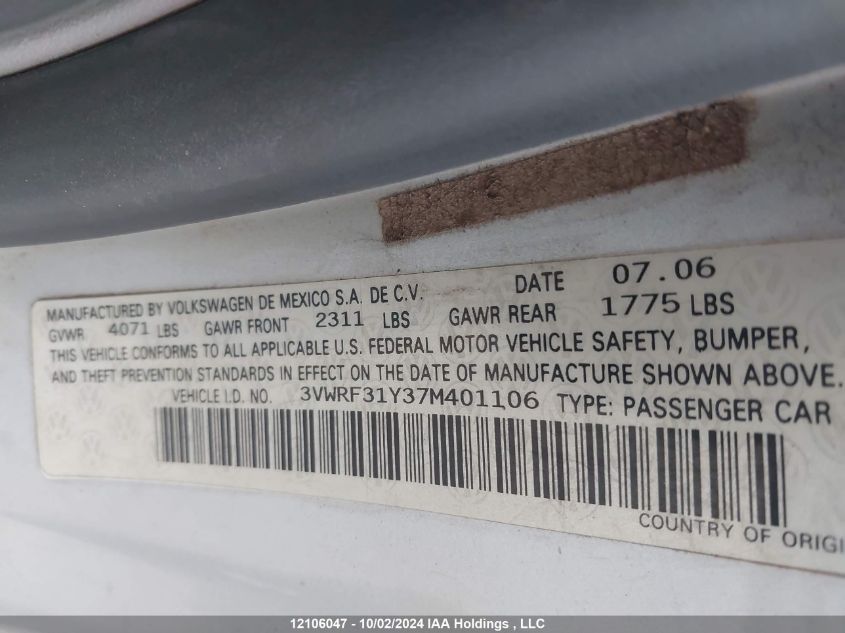 MANUFACTURED BY VOLKSWAGEN DE MEXICO S.A. DE C.V. DATE 07.06
GVWR 4071 LBS GAWR FRONT 2311 LBS GAWR REAR 1775 LBS
THIS VEHICLE CONFORMS TO ALL APPLICABLE U.S. FEDERAL MOTOR VEHICLE SAFETY, BUMPER,
AND THEFT PREVENTION STANDARDS IN EFFECT ON THE DATE OF MANUFACTURE SHOWN ABOVE.
VEHICLE I.D. NO. 3VWRF31Y37M401106 TYPE: PASSENGER CAR
COUNTRY OF ORIGI
12106047 - 10/02/2024 IAA Holdings , LLC